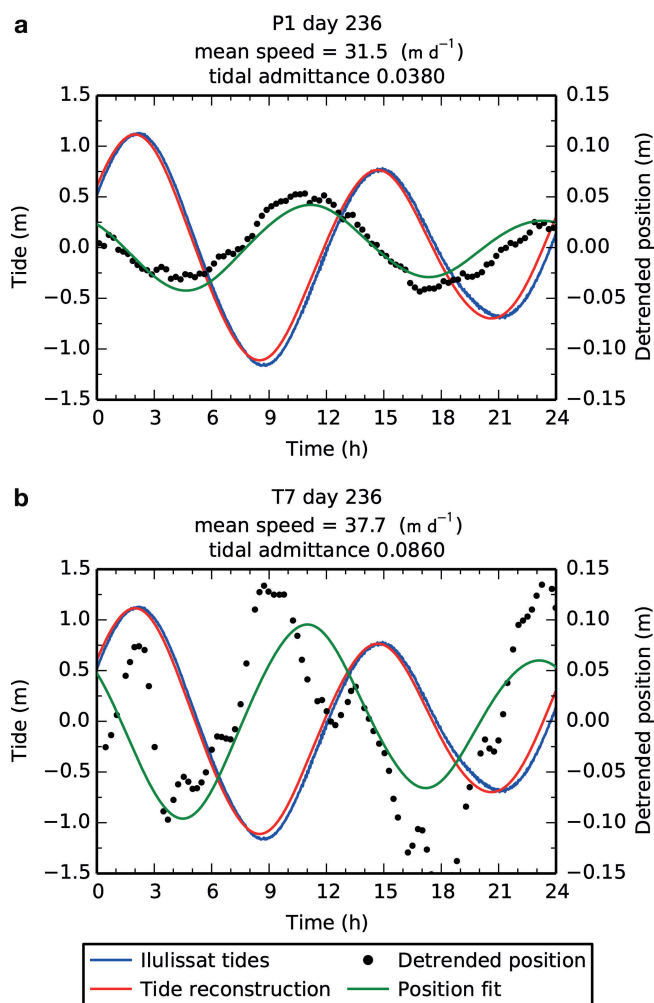 a
P1 day 236
mean speed = 31.5 (m d⁻¹)
tidal admittance 0.0380
1.5
1.0
0.5
0.0
−0.5
−1.0
−1.5
Tide (m)
0.15
0.10
0.05
0.00
−0.05
−0.10
−0.15
Detrended position (m)
0 3 6 9 12 15 18 21 24
Time (h)
b
T7 day 236
mean speed = 37.7 (m d⁻¹)
tidal admittance 0.0860
1.5
1.0
0.5
0.0
−0.5
−1.0
−1.5
Tide (m)
0.15
0.10
0.05
0.00
−0.05
−0.10
−0.15
Detrended position (m)
0 3 6 9 12 15 18 21 24
Time (h)
Ilulissat tides
Detrended position
Tide reconstruction
Position fit